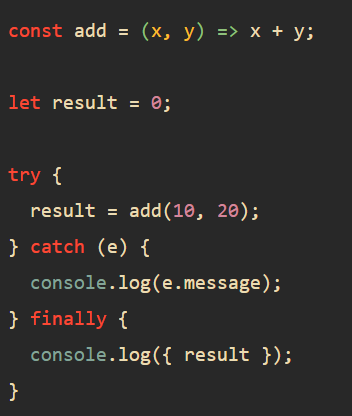 const add = (x, y) => x + y;
let result = 0;
try {
  result = add(10, 20);
} catch (e) {
  console.log(e.message);
} finally {
  console.log({ result });
}